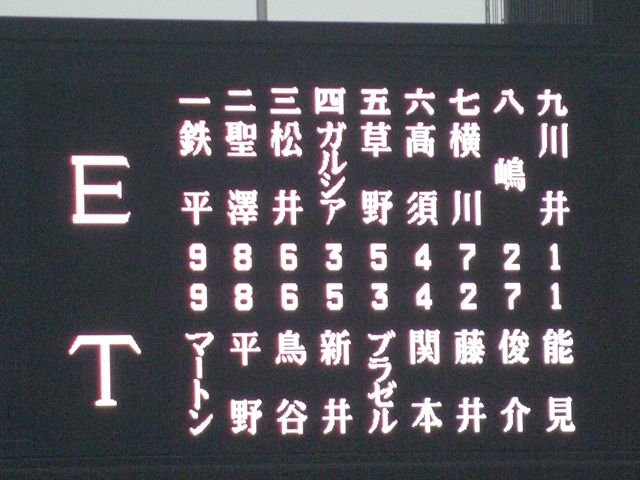 一 二 三 四 五 六 七 八 九
E 鉄平 聖澤 松井 ガルシア 草野 高須 横川 嶋 川井
9 8 6 3 5 4 7 2 1
9 8 6 5 3 4 2 7 1
T マートン 平野 鳥谷 新井 ブラゼル 関本 藤井 俊介 能見